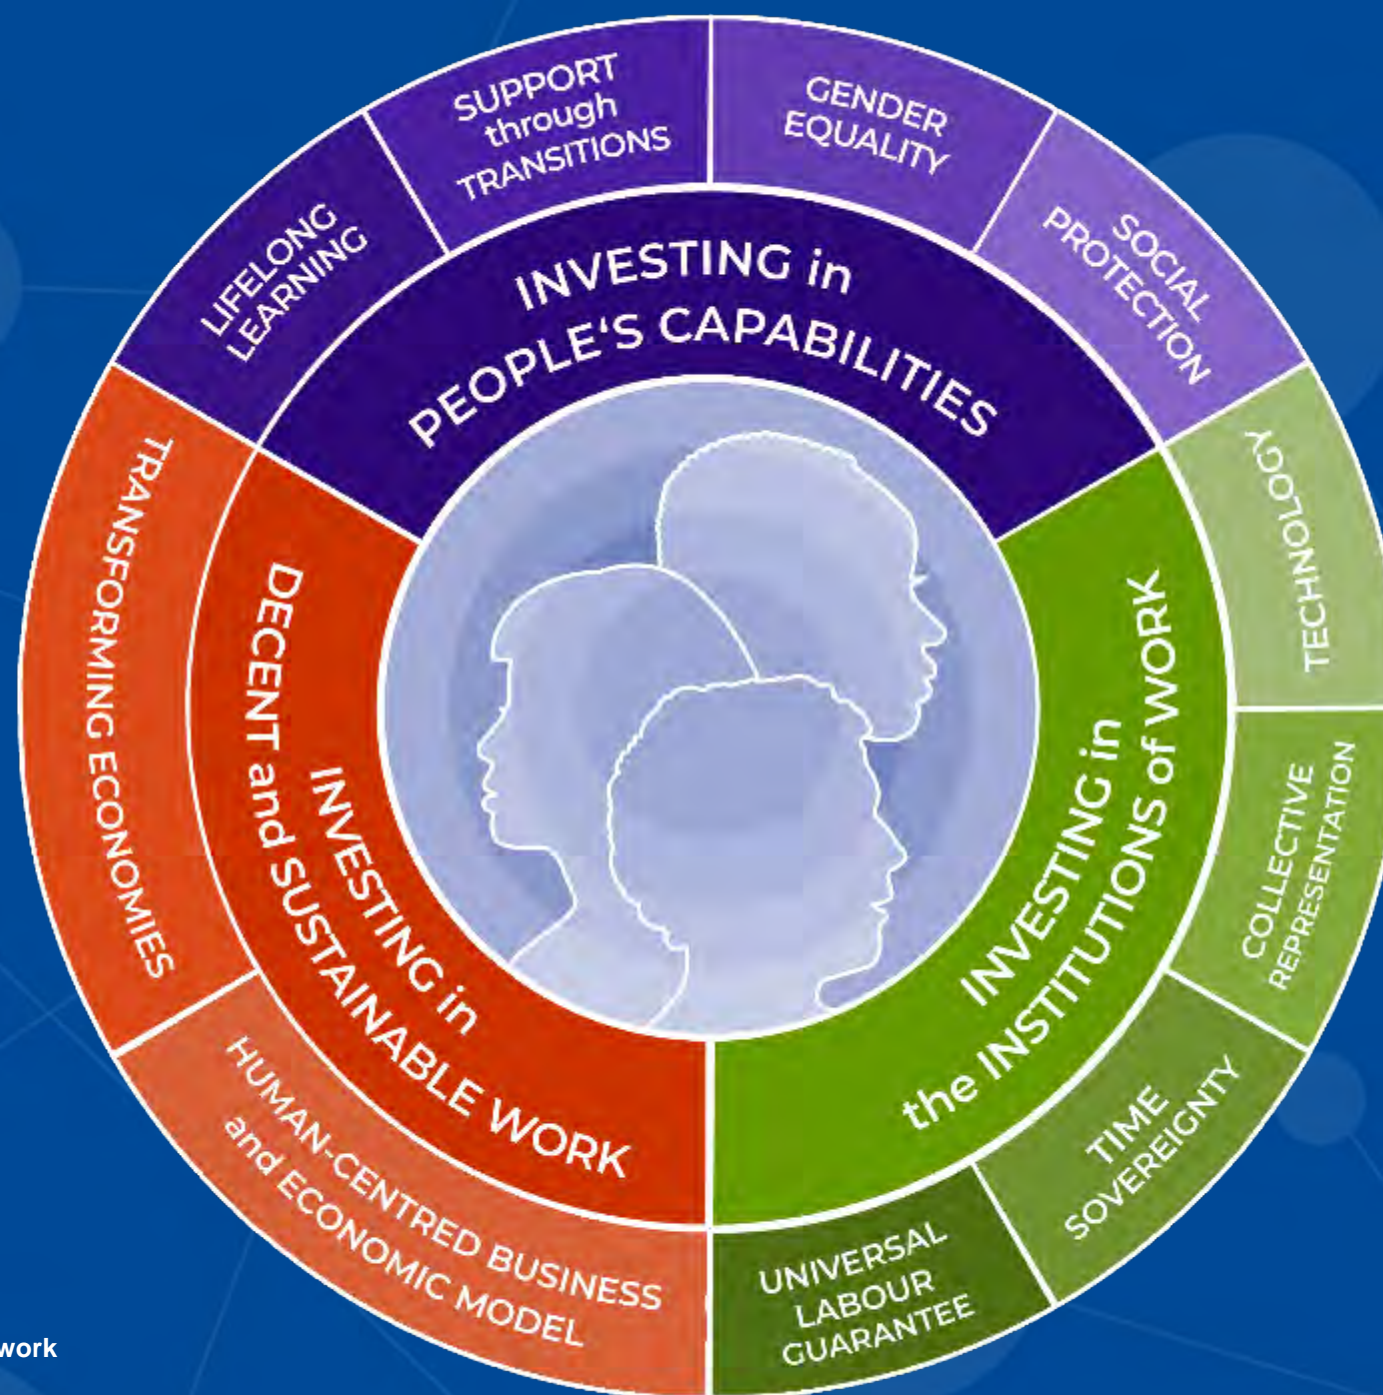 INVESTING in
PEOPLE‘S CAPABILITIES
LIFELONG
LEARNING
SUPPORT
through
TRANSITIONS
GENDER
EQUALITY
SOCIAL
PROTECTION
INVESTING in
the INSTITUTIONS of WORK
TECHNOLOGY
COLLECTIVE
REPRESENTATION
TIME
SOVEREIGNTY
UNIVERSAL
LABOUR
GUARANTEE
INVESTING in
DECENT and SUSTAINABLE WORK
TRANSFORMING ECONOMIES
HUMAN-CENTRED BUSINESS
and ECONOMIC MODEL
work